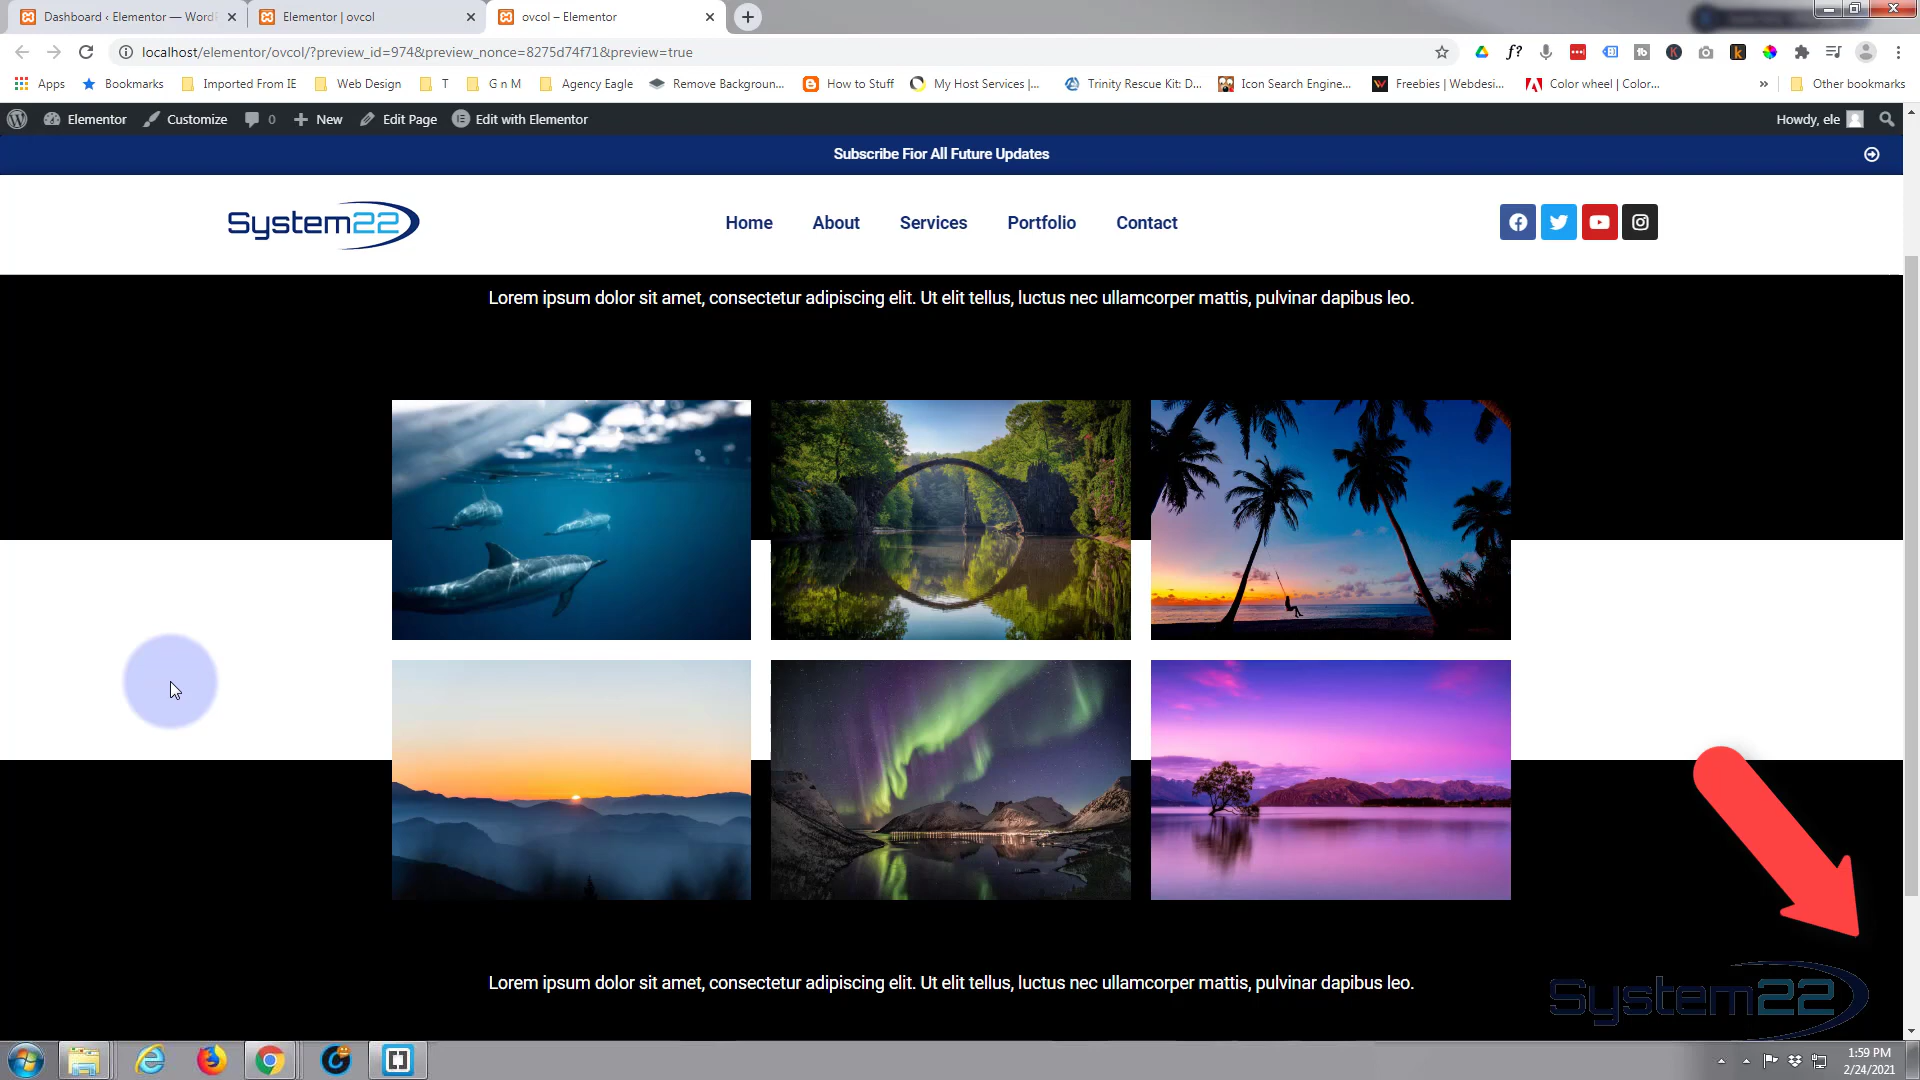 Dashboard ‹ Elementor — Word
Elementor | ovcol
ovcol – Elementor
localhost/elementor/ovcol/?preview_id=974&preview_nonce=8275d74f71&preview=true
Apps
Bookmarks
Imported From IE
Web Design
T
G n M
Agency Eagle
Remove Backgroun...
How to Stuff
My Host Services |...
Trinity Rescue Kit: D...
Icon Search Engine...
Freebies | Webdesi...
Color wheel | Color...
»
Other bookmarks
Elementor
Customize
0
New
Edit Page
Edit with Elementor
Howdy, ele
Subscribe Fior All Future Updates
System22
Home
About
Services
Portfolio
Contact
Lorem ipsum dolor sit amet, consectetur adipiscing elit. Ut elit tellus, luctus nec ullamcorper mattis, pulvinar dapibus leo.
Lorem ipsum dolor sit amet, consectetur adipiscing elit. Ut elit tellus, luctus nec ullamcorper mattis, pulvinar dapibus leo.
System22
1:59 PM
2/24/2021